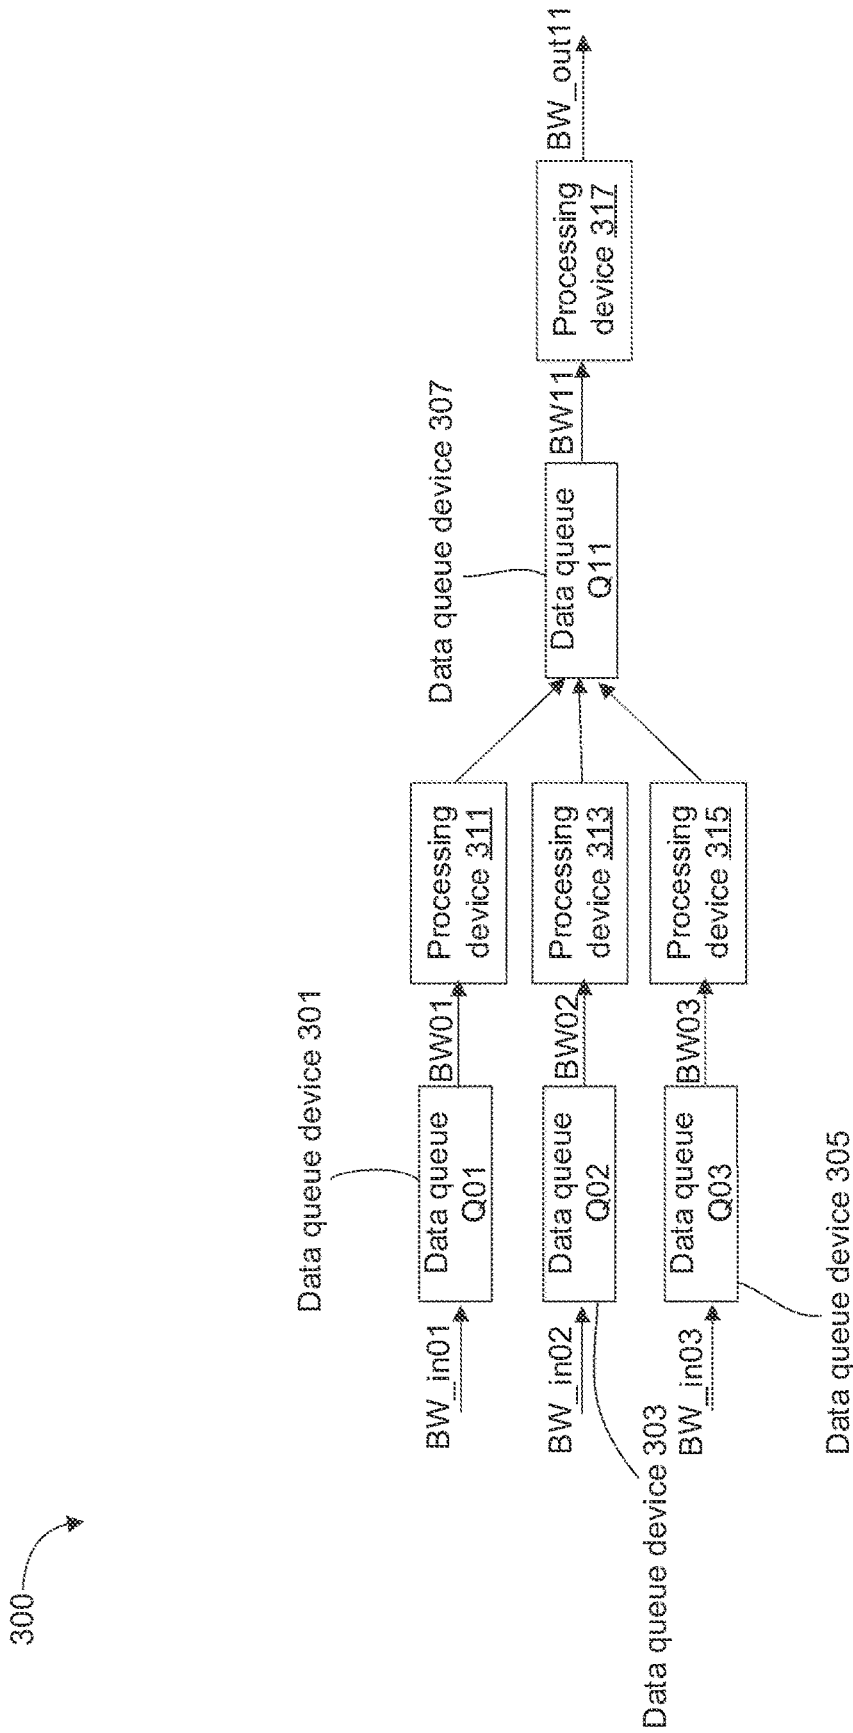 300
Data queue device 301
BW_in01
Data queue
Q01
BW01
Processing
device 311
BW_in02
Data queue
Q02
BW02
Processing
device 313
Data queue device 303
BW_in03
Data queue
Q03
BW03
Processing
device 315
Data queue device 305
Data queue device 307
Data queue
Q11
BW11
Processing
device 317
BW_out11